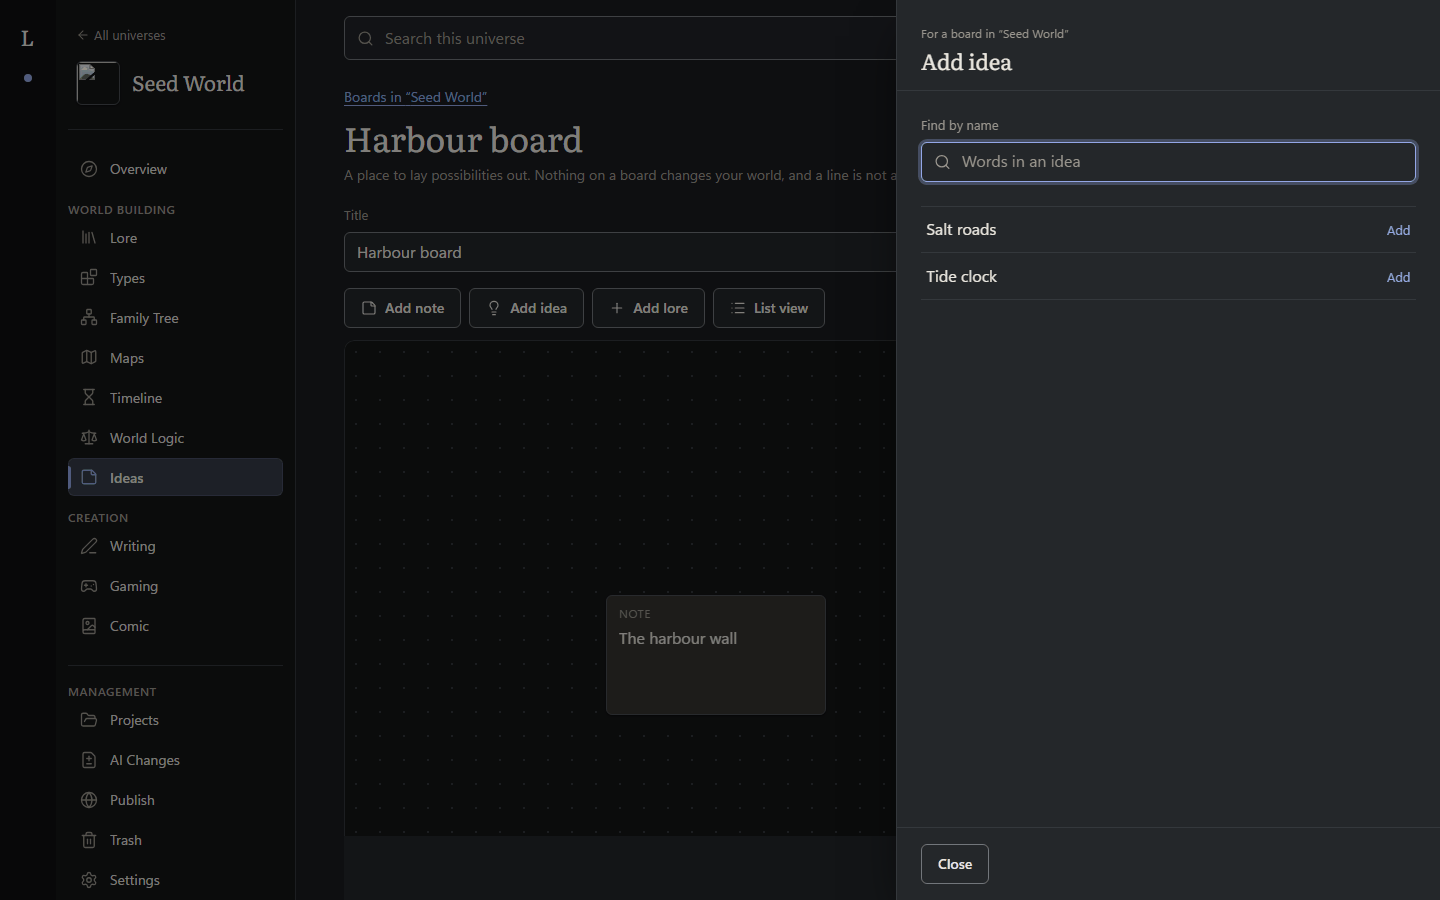 L
All universes
Seed World
Overview
WORLD BUILDING
Lore
Types
Family Tree
Maps
Timeline
World Logic
Ideas
CREATION
Writing
Gaming
Comic
MANAGEMENT
Projects
AI Changes
Publish
Trash
Settings
Search this universe
Boards in “Seed World”
Harbour board
A place to lay possibilities out. Nothing on a board changes your world, and a line is not a
Title
Harbour board
Add note
Add idea
Add lore
List view
NOTE
The harbour wall
For a board in “Seed World”
Add idea
Find by name
Words in an idea
Salt roads Add
Tide clock Add
Close